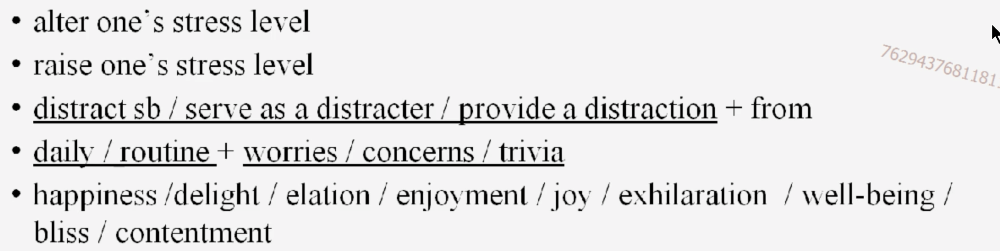 • alter one’s stress level
• raise one’s stress level
7629437681181
• distract sb / serve as a distracter / provide a distraction + from
• daily / routine + worries / concerns / trivia
• happiness /delight / elation / enjoyment / joy / exhilaration / well-being /
bliss / contentment